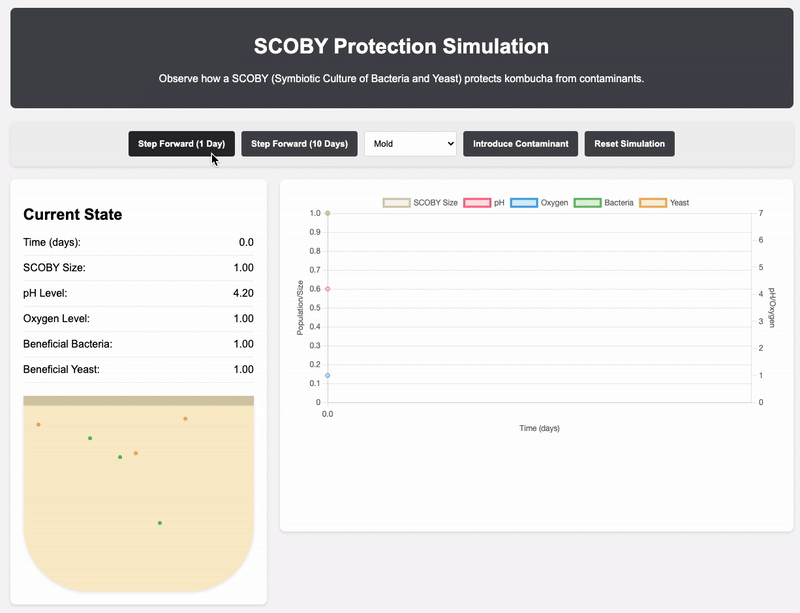 SCOBY Protection Simulation
Observe how a SCOBY (Symbiotic Culture of Bacteria and Yeast) protects kombucha from contaminants.
Step Forward (1 Day) Step Forward (10 Days) Mold Introduce Contaminant Reset Simulation
Current State
Time (days): 0.0
SCOBY Size: 1.00
pH Level: 4.20
Oxygen Level: 1.00
Beneficial Bacteria: 1.00
Beneficial Yeast: 1.00
SCOBY Size pH Oxygen Bacteria Yeast
Population/Size
1.0
0.9
0.8
0.7
0.6
0.5
0.4
0.3
0.2
0.1
0
7
6
5
4
3
2
1
0
pH/Oxygen
0.0
Time (days)